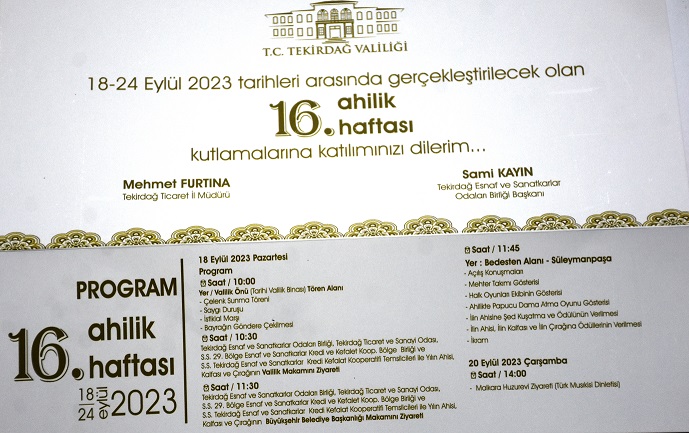 T.C. TEKİRDAĞ VALİLİĞİ
18-24 Eylül 2023 tarihleri arasında gerçekleştirilecek olan
16. ahilik
haftası
kutlamalarına katılımınızı dilerim...
Mehmet FURTINA
Tekirdağ Ticaret İl Müdürü
Sami KAYIN
Tekirdağ Esnaf ve Sanatkarlar
Odaları Birliği Başkanı
PROGRAM
16. ahilik
haftası
18
24
eylül
2023
18 Eylül 2023 Pazartesi
Program
Saat / 10:00
Yer / Valilik Önü (Tarihi Valilik Binası) Tören Alanı
- Çelenk Sunma Töreni
- Saygı Duruşu
- İstiklal Marşı
- Bayrağın Göndere Çekilmesi
Saat / 10:30
Tekirdağ Esnaf ve Sanatkarlar Odaları Birliği, Tekirdağ Ticaret ve Sanayi Odası,
S.S. 29. Bölge Esnaf ve Sanatkarlar Kredi ve Kefalet Koop. Bölge Birliği ve
S.S. Tekirdağ Esnaf ve Sanatkarlar Kredi Kefalet Kooperatifi Temsilcileri ile Yılın Ahisi,
Kalfası ve Çırağının Valilik Makamını Ziyareti
Saat / 11:30
Tekirdağ Esnaf ve Sanatkarlar Odaları Birliği, Tekirdağ Ticaret ve Sanayi Odası,
S.S. 29. Bölge Esnaf ve Sanatkarlar Kredi ve Kefalet Koop. Bölge Birliği ve
Tekirdağ Esnaf ve Sanatkarlar Kredi Kefalet Kooperatifi Temsilcileri ile Yılın Ahisi,
Kalfası ve Çırağının Büyükşehir Belediye Başkanlığı Makamını Ziyareti
Saat / 11:45
Yer : Bedesten Alanı - Süleymanpaşa
- Açılış Konuşmaları
- Mehter Takımı Gösterisi
- Halk Oyunları Ekibinin Gösterisi
- Ahilikte Papucu Dama Atma Oyunu Gösterisi
- İlin Ahisine Şed Kuşatma ve Ödülünün Verilmesi
- İlin Ahisi, İlin Kalfası ve İlin Çırağına Ödüllerinin Verilmesi
- İkram
20 Eylül 2023 Çarşamba
Saat / 14:00
- Malkara Huzurevi Ziyareti (Türk Musikisi Dinletisi)